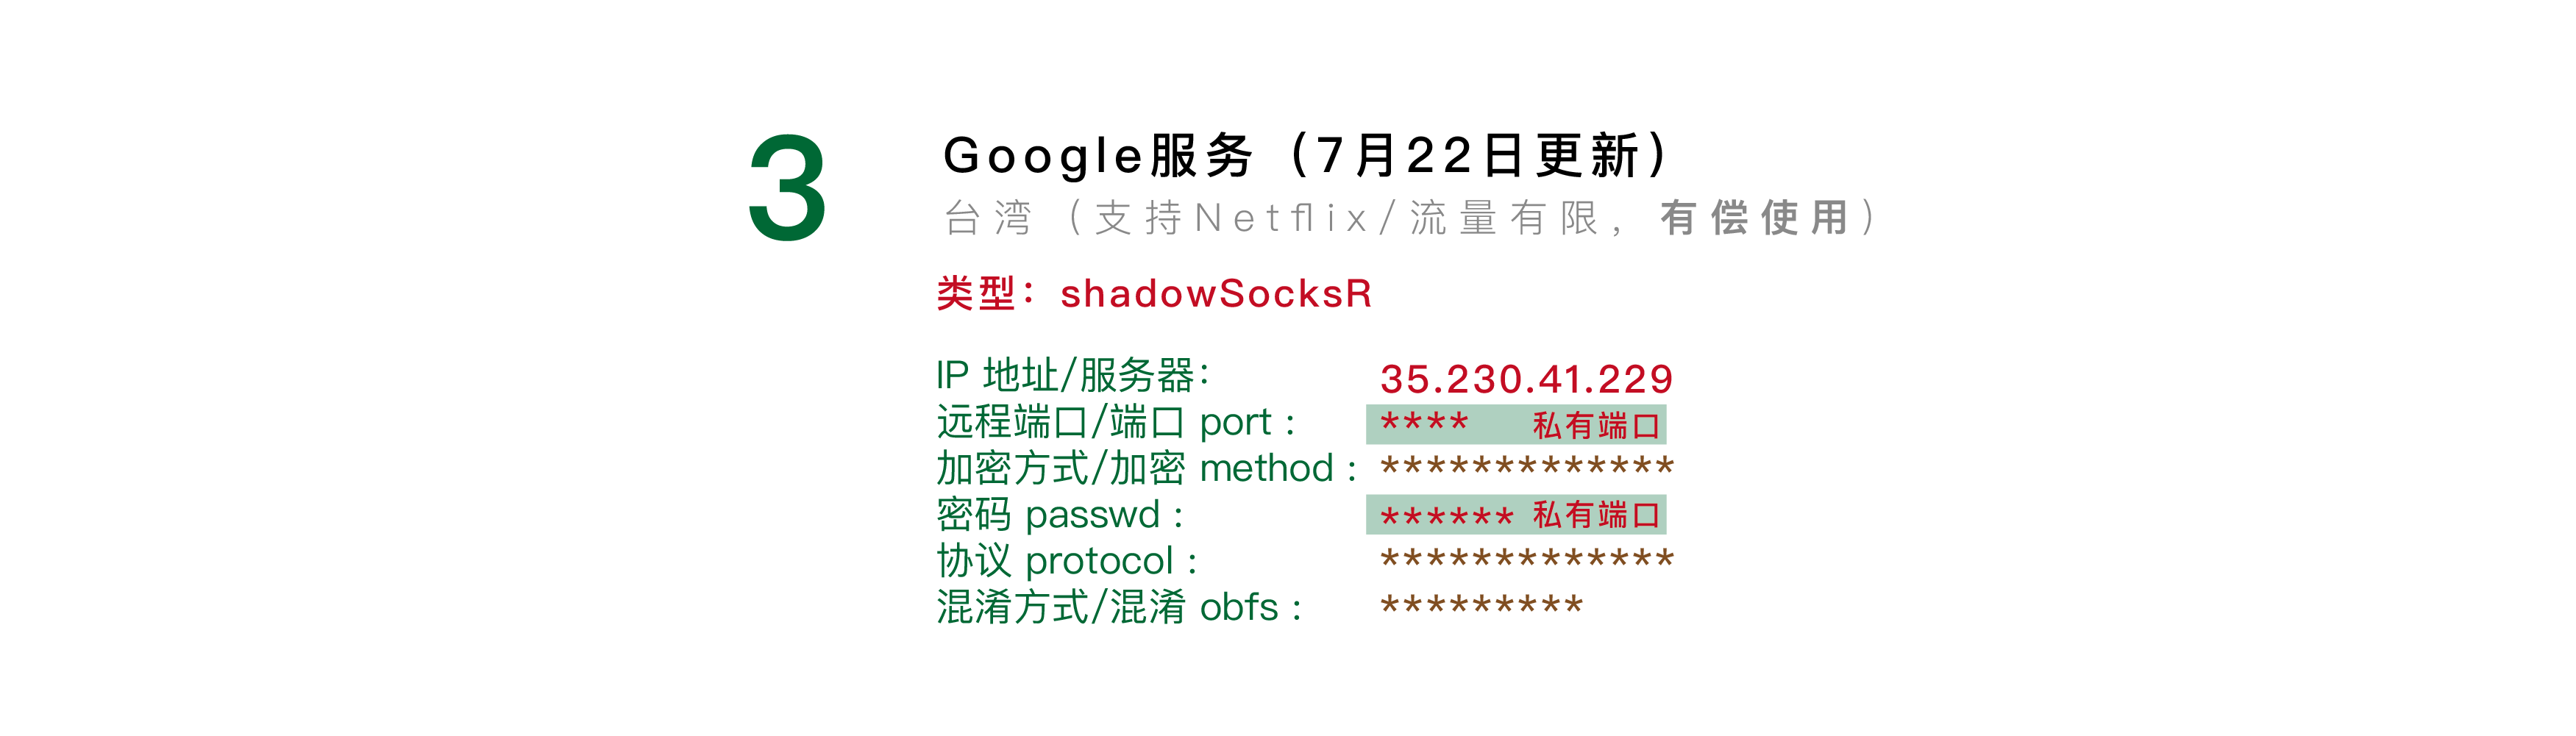 3
Google服务（7月22日更新）
台湾（支持Netflix/流量有限，有偿使用）
类型：shadowSocksR
IP 地址/服务器： 35.230.41.229
远程端口/端口 port： **** 私有端口
加密方式/加密 method： *************
密码 passwd： ****** 私有端口
协议 protocol： *************
混淆方式/混淆 obfs： *********